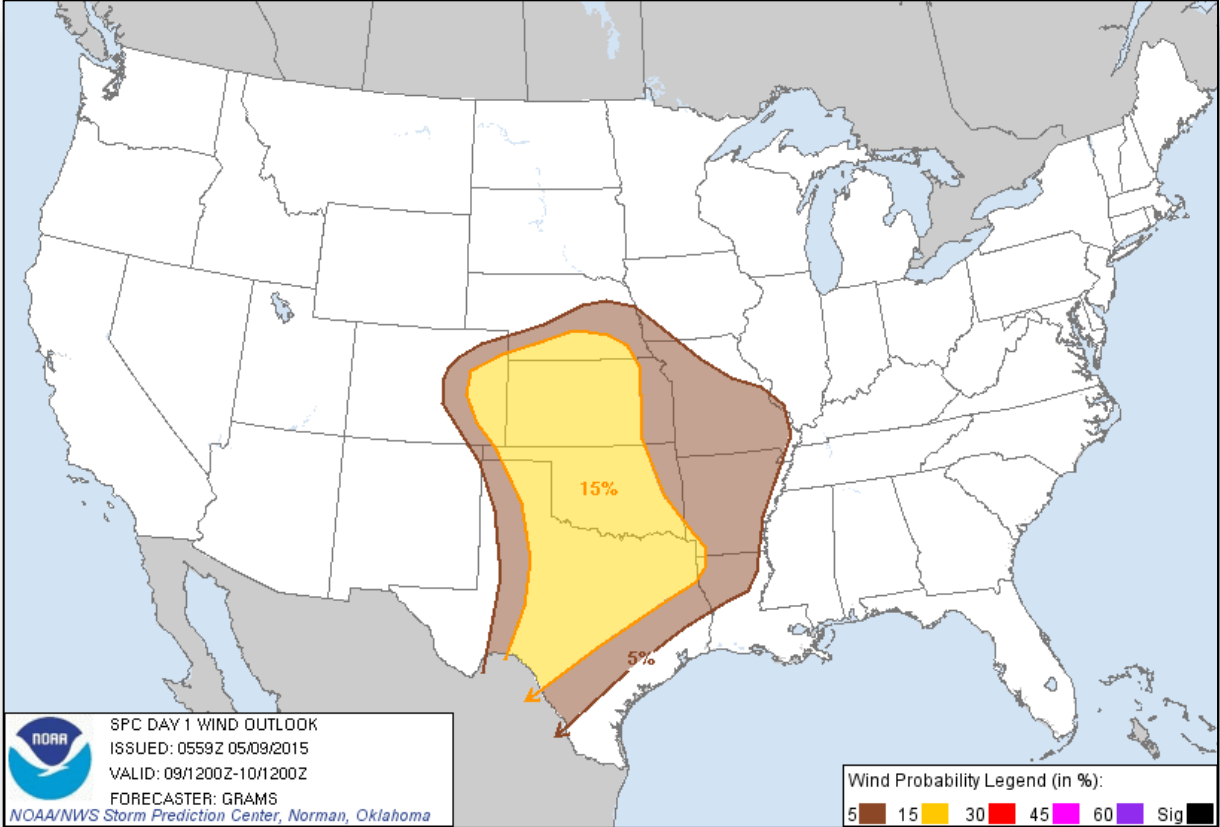 15%
5%
NOAA
SPC DAY 1 WIND OUTLOOK
ISSUED: 0559Z 05/09/2015
VALID: 09/1200Z-10/1200Z
FORECASTER: GRAMS
NOAA/NWS Storm Prediction Center, Norman, Oklahoma
Wind Probability Legend (in %):
5 15 30 45 60 Sig